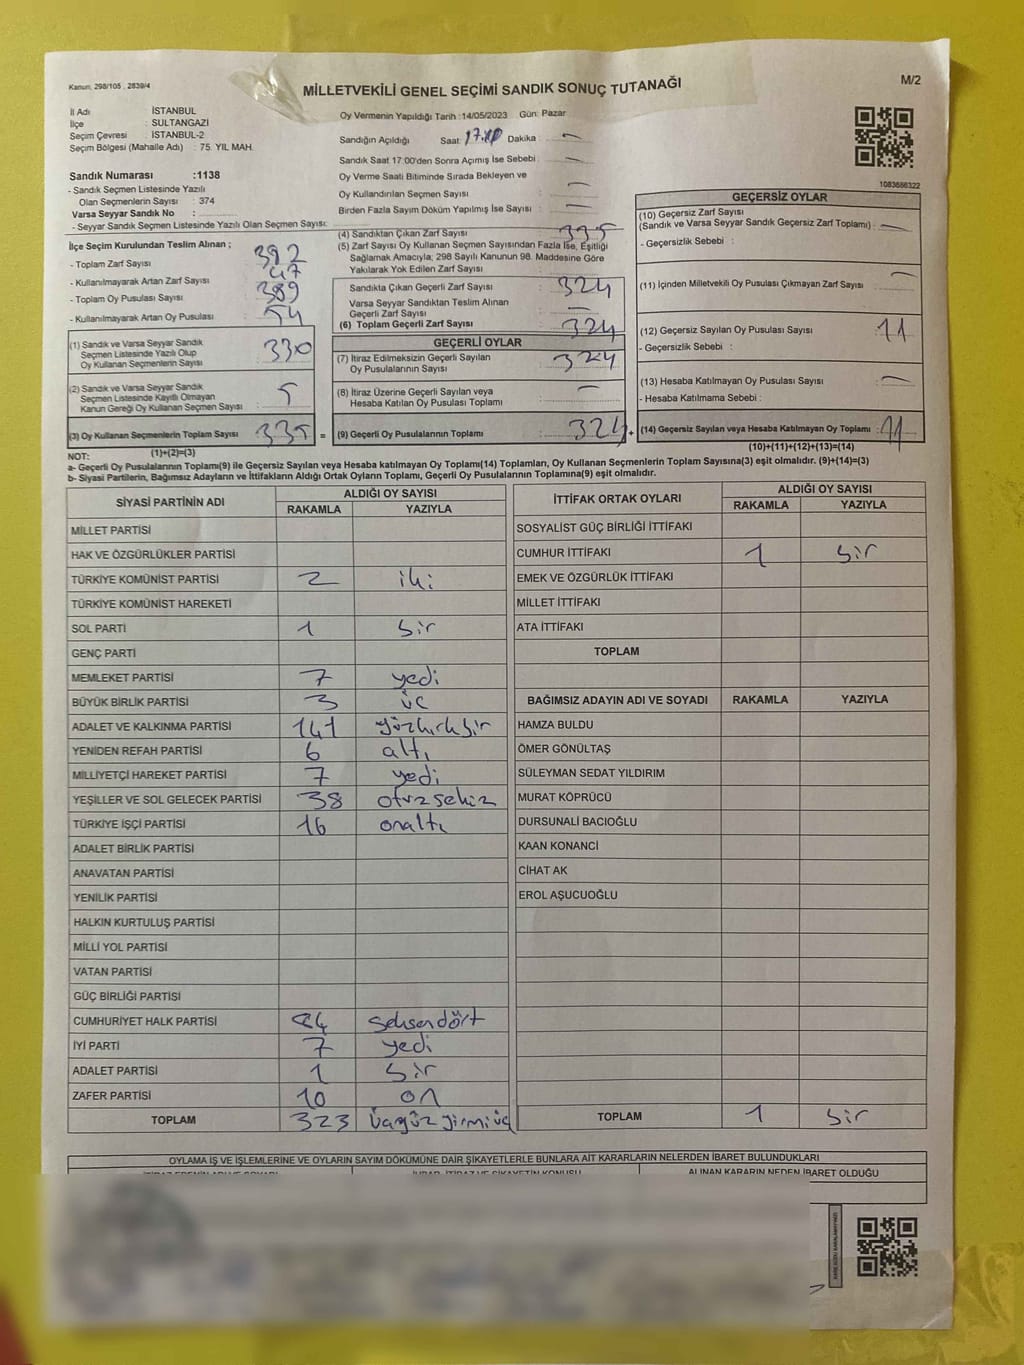 Kanun, 298/105 , 2839/4
M/2
MİLLETVEKİLİ GENEL SEÇİMİ SANDIK SONUÇ TUTANAĞI
İl Adı : İSTANBUL
İlçe : SULTANGAZİ
Seçim Çevresi : İSTANBUL-2
Seçim Bölgesi (Mahalle Adı) : 75. YIL MAH.
Sandık Numarası :1138
- Sandık Seçmen Listesinde Yazılı
Olan Seçmenlerin Sayısı : 374
Varsa Seyyar Sandık No :
- Seyyar Sandık Seçmen Listesinde Yazılı Olan Seçmen Sayısı:
Oy Vermenin Yapıldığı Tarih :14/05/2023 Gün: Pazar
Sandığın Açıldığı Saat: Dakika :
Sandık Saat 17:00'den Sonra Açımış İse Sebebi :
Oy Verme Saati Bitiminde Sırada Bekleyen ve
Oy Kullandırılan Seçmen Sayısı :
Birden Fazla Sayım Döküm Yapılmış İse Sayısı :
1083686322
İlçe Seçim Kurulundan Teslim Alınan ;
- Toplam Zarf Sayısı : 392
- Kullanılmayarak Artan Zarf Sayısı : 47
- Toplam Oy Pusulası Sayısı : 389
- Kullanılmayarak Artan Oy Pusulası : 54
(1) Sandık ve Varsa Seyyar Sandık
Seçmen Listesinde Yazılı Olup
Oy Kullanan Seçmenlerin Sayısı : 330
(2) Sandık ve Varsa Seyyar Sandık
Seçmen Listesinde Kayıtlı Olmayan
Kanun Gereği Oy Kullanan Seçmen Sayısı : 5
(3) Oy Kullanan Seçmenlerin Toplam Sayısı : 335 =
(1)+(2)=(3)
(4) Sandıktan Çıkan Zarf Sayısı : 335
(5) Zarf Sayısı Oy Kullanan Seçmen Sayısından Fazla İse, Eşitliği
Sağlamak Amacıyla; 298 Sayılı Kanunun 98. Maddesine Göre
Yakılarak Yok Edilen Zarf Sayısı :
Sandıkta Çıkan Geçerli Zarf Sayısı : 324
Varsa Seyyar Sandıktan Teslim Alınan
Geçerli Zarf Sayısı :
(6) Toplam Geçerli Zarf Sayısı : 324
GEÇERLİ OYLAR
(7) İtiraz Edilmeksizin Geçerli Sayılan
Oy Pusulalarının Sayısı : 324
(8) İtiraz Üzerine Geçerli Sayılan veya
Hesaba Katılan Oy Pusulası Toplamı :
(9) Geçerli Oy Pusulalarının Toplamı : 324 +
GEÇERSİZ OYLAR
(10) Geçersiz Zarf Sayısı
(Sandık ve Varsa Seyyar Sandık Geçersiz Zarf Toplamı) :
- Geçersizlik Sebebi :
(11) İçinden Milletvekili Oy Pusulası Çıkmayan Zarf Sayısı :
(12) Geçersiz Sayılan Oy Pusulası Sayısı : 11
- Geçersizlik Sebebi :
(13) Hesaba Katılmayan Oy Pusulası Sayısı :
- Hesaba Katılmama Sebebi :
(14) Geçersiz Sayılan veya Hesaba Katılmayan Oy Toplamı : 11
(10)+(11)+(12)+(13)=(14)
NOT:
a- Geçerli Oy Pusulalarının Toplamı(9) ile Geçersiz Sayılan veya Hesaba katılmayan Oy Toplamı(14) Toplamları, Oy Kullanan Seçmenlerin Toplam Sayısına(3) eşit olmalıdır. (9)+(14)=(3)
b- Siyasi Partilerin, Bağımsız Adayların ve İttifakların Aldığı Ortak Oyların Toplamı, Geçerli Oy Pusulalarının Toplamına(9) eşit olmalıdır.
SİYASİ PARTİNİN ADI ALDIĞI OY SAYISI
RAKAMLA YAZIYLA
MİLLET PARTİSİ
HAK VE ÖZGÜRLÜKLER PARTİSİ
TÜRKİYE KOMÜNİST PARTİSİ 2 iki
TÜRKİYE KOMÜNİST HAREKETİ
SOL PARTİ 1 bir
GENÇ PARTİ
MEMLEKET PARTİSİ 7 yedi
BÜYÜK BİRLİK PARTİSİ 3 üc
ADALET VE KALKINMA PARTİSİ 141 yüzkırkbir
YENİDEN REFAH PARTİSİ 6 altı
MİLLİYETÇİ HAREKET PARTİSİ 7 yedi
YEŞİLLER VE SOL GELECEK PARTİSİ 38 otuzsekiz
TÜRKİYE İŞÇİ PARTİSİ 16 onaltı
ADALET BİRLİK PARTİSİ
ANAVATAN PARTİSİ
YENİLİK PARTİSİ
HALKIN KURTULUŞ PARTİSİ
MİLLİ YOL PARTİSİ
VATAN PARTİSİ
GÜÇ BİRLİĞİ PARTİSİ
CUMHURİYET HALK PARTİSİ 84 seksendört
İYİ PARTİ 7 yedi
ADALET PARTİSİ 1 bir
ZAFER PARTİSİ 10 on
TOPLAM 323 üçyüzyirmiüç
İTTİFAK ORTAK OYLARI ALDIĞI OY SAYISI
RAKAMLA YAZIYLA
SOSYALİST GÜÇ BİRLİĞİ İTTİFAKI
CUMHUR İTTİFAKI 1 bir
EMEK VE ÖZGÜRLÜK İTTİFAKI
MİLLET İTTİFAKI
ATA İTTİFAKI
TOPLAM
BAĞIMSIZ ADAYIN ADI VE SOYADI RAKAMLA YAZIYLA
HAMZA BULDU
ÖMER GÖNÜLTAŞ
SÜLEYMAN SEDAT YILDIRIM
MURAT KÖPRÜCÜ
DURSUNALİ BACIOĞLU
KAAN KONANCİ
CİHAT AK
EROL AŞUCUOĞLU
TOPLAM 1 bir
OYLAMA İŞ VE İŞLEMLERİNE VE OYLARIN SAYIM DÖKÜMÜNE DAİR ŞİKAYETLERLE BUNLARA AİT KARARLARIN NELERDEN İBARET BULUNDUKLARI
ALINAN KARARIN NEDEN İBARET OLDUĞU